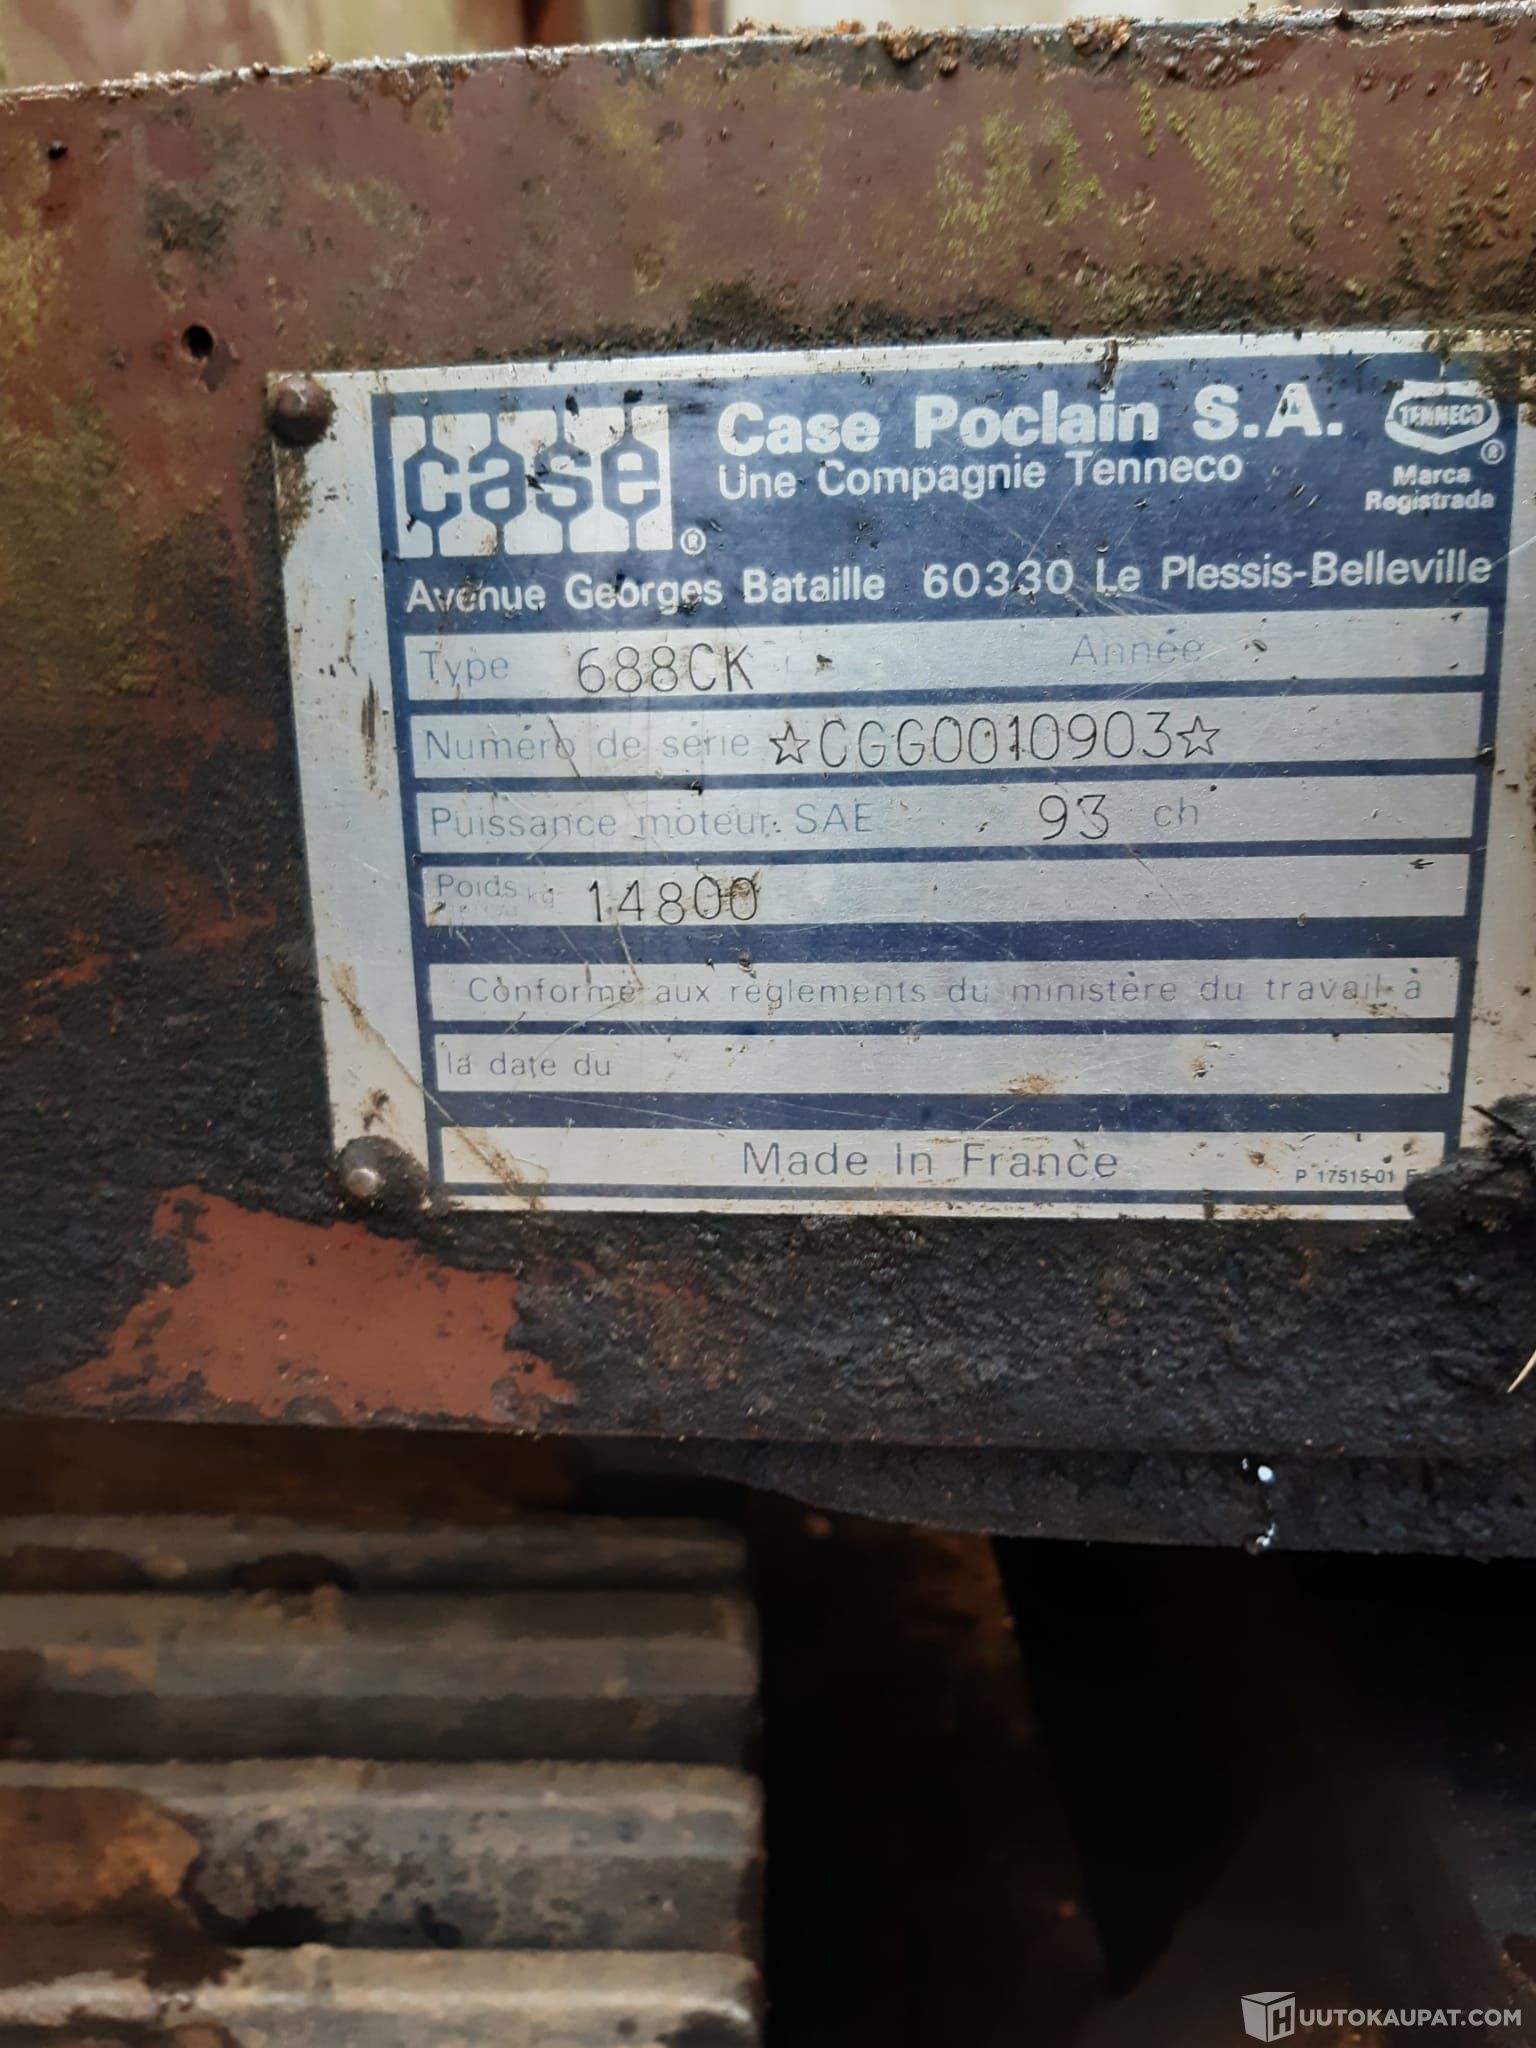 case
®
Case Poclain S.A.
Une Compagnie Tenneco
TENNECO
®
Marca
Registrada
Avenue Georges Bataille 60330 Le Plessis-Belleville
Type 688CK Année
Numéro de série ☆CGG0010903☆
Puissance moteur SAE 93 ch
Poids kg 14800
Conforme aux règlements du ministère du travail à
la date du
Made In France
P 17515-01 F
HUUTOKAUPAT.COM